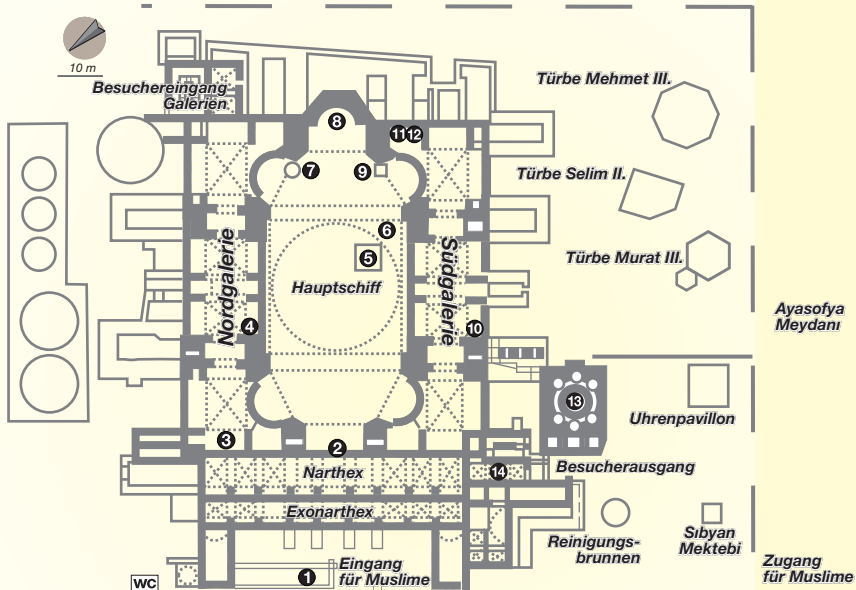 10 m
Besuchereingang
Galerien
Türbe Mehmet III.
8
11 12
7
9
Türbe Selim II.
6
5
Türbe Murat III.
Nordgalerie
Südgalerie
Hauptschiff
4
10
Ayasofya
Meydanı
13
Uhrenpavillon
3
2
Narthex
14
Besucherausgang
Exonarthex
Reinigungs-
brunnen
Sıbyan
Mektebi
Eingang
für Muslime
1
WC
Zugang
für Muslime